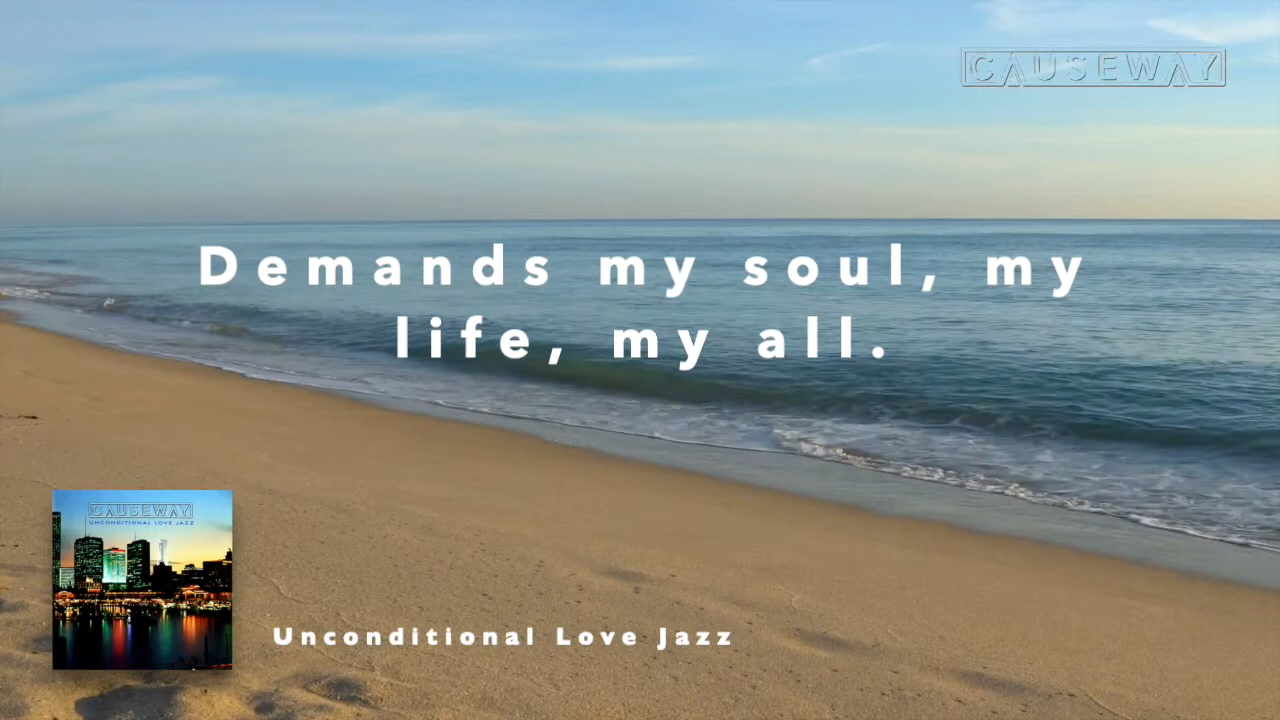 CAUSEWAY
Demands my soul, my
life, my all.
CAUSEWAY
UNCONDITIONAL LOVE JAZZ
Unconditional Love Jazz